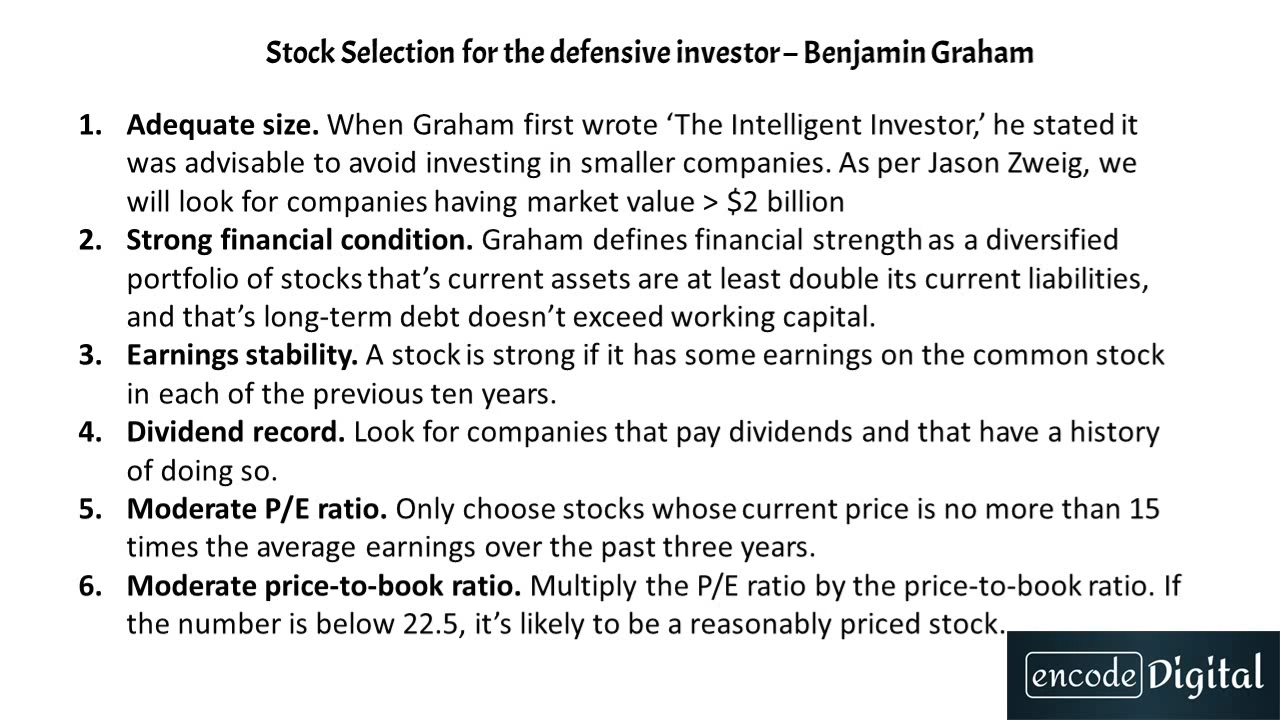 Stock Selection for the defensive investor – Benjamin Graham
1. Adequate size. When Graham first wrote ‘The Intelligent Investor,’ he stated it
was advisable to avoid investing in smaller companies. As per Jason Zweig, we
will look for companies having market value > $2 billion
2. Strong financial condition. Graham defines financial strength as a diversified
portfolio of stocks that’s current assets are at least double its current liabilities,
and that’s long-term debt doesn’t exceed working capital.
3. Earnings stability. A stock is strong if it has some earnings on the common stock
in each of the previous ten years.
4. Dividend record. Look for companies that pay dividends and that have a history
of doing so.
5. Moderate P/E ratio. Only choose stocks whose current price is no more than 15
times the average earnings over the past three years.
6. Moderate price-to-book ratio. Multiply the P/E ratio by the price-to-book ratio. If
the number is below 22.5, it’s likely to be a reasonably priced stock.
encode Digital